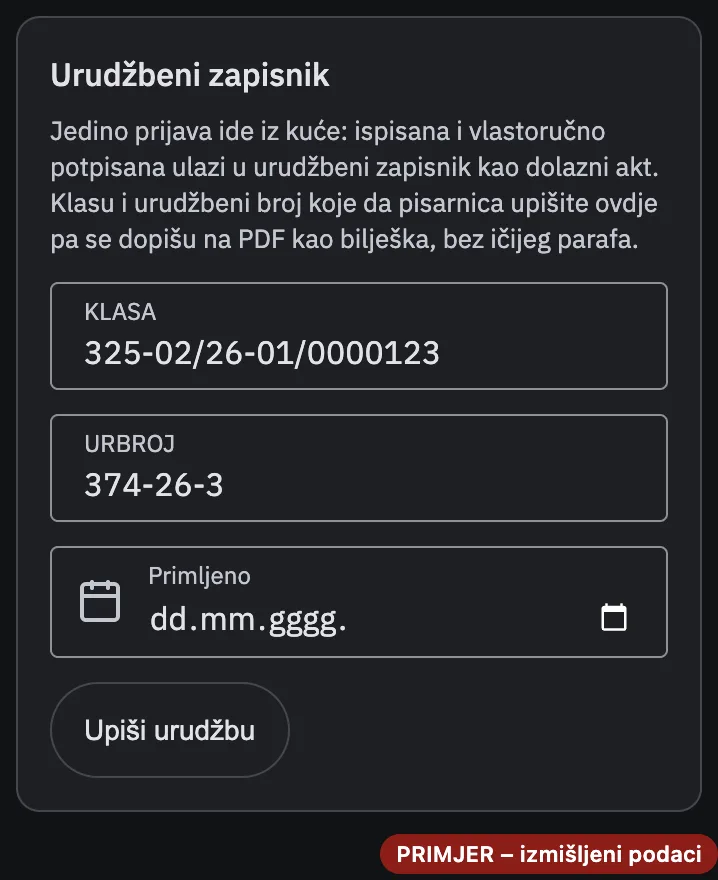 Urudžbeni zapisnik
Jedino prijava ide iz kuće: ispisana i vlastoručno
potpisana ulazi u urudžbeni zapisnik kao dolazni akt.
Klasu i urudžbeni broj koje da pisarnica upišite ovdje
pa se dopišu na PDF kao bilješka, bez ičijeg parafa.
KLASA
325-02/26-01/0000123
URBROJ
374-26-3
Primljeno
dd.mm.gggg.
Upiši urudžbu
PRIMJER – izmišljeni podaci